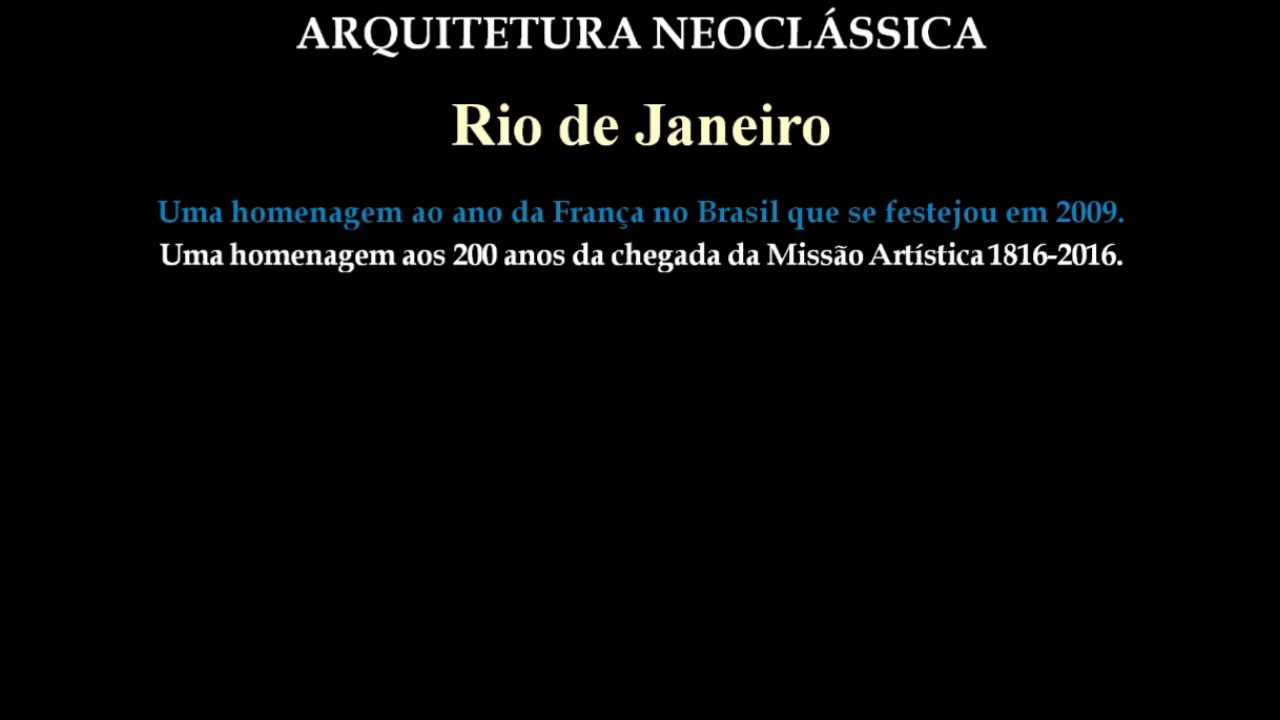 ARQUITETURA NEOCLÁSSICA
Rio de Janeiro
Uma homenagem ao ano da França no Brasil que se festejou em 2009.
Uma homenagem aos 200 anos da chegada da Missão Artística 1816-2016.